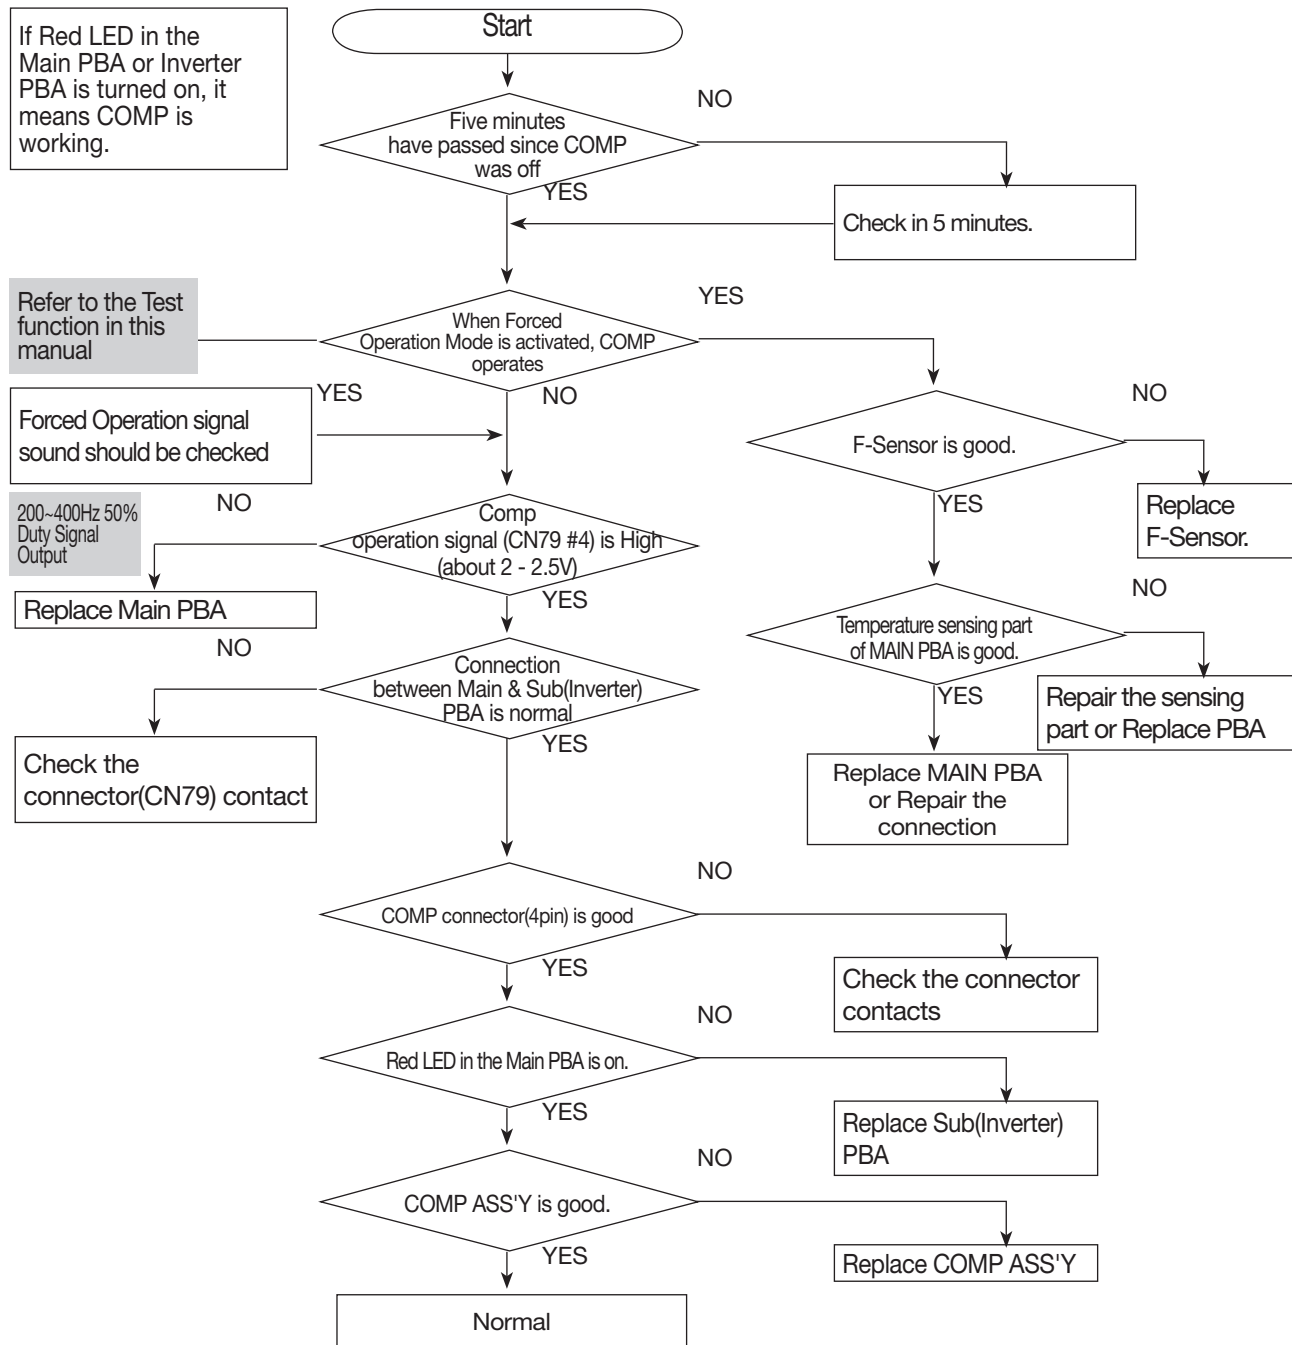 If Red LED in the
Main PBA or Inverter
PBA is turned on, it
means COMP is
working.
Start
NO
Five minutes
have passed since COMP
was off
YES
Check in 5 minutes.
Refer to the Test
function in this
manual
YES
When Forced
Operation Mode is activated, COMP
operates
YES
NO
Forced Operation signal
sound should be checked
NO
F-Sensor is good.
YES
Replace
F-Sensor.
NO
200~400Hz 50%
Duty Signal
Output
Comp
operation signal (CN79 #4) is High
(about 2 - 2.5V)
YES
Replace Main PBA
NO
Temperature sensing part
of MAIN PBA is good.
YES
Repair the sensing
part or Replace PBA
Replace MAIN PBA
or Repair the
connection
NO
Connection
between Main & Sub(Inverter)
PBA is normal
YES
Check the
connector(CN79) contact
NO
COMP connector(4pin) is good
YES
Check the connector
contacts
NO
Red LED in the Main PBA is on.
YES
Replace Sub(Inverter)
PBA
NO
COMP ASS'Y is good.
YES
Replace COMP ASS'Y
Normal